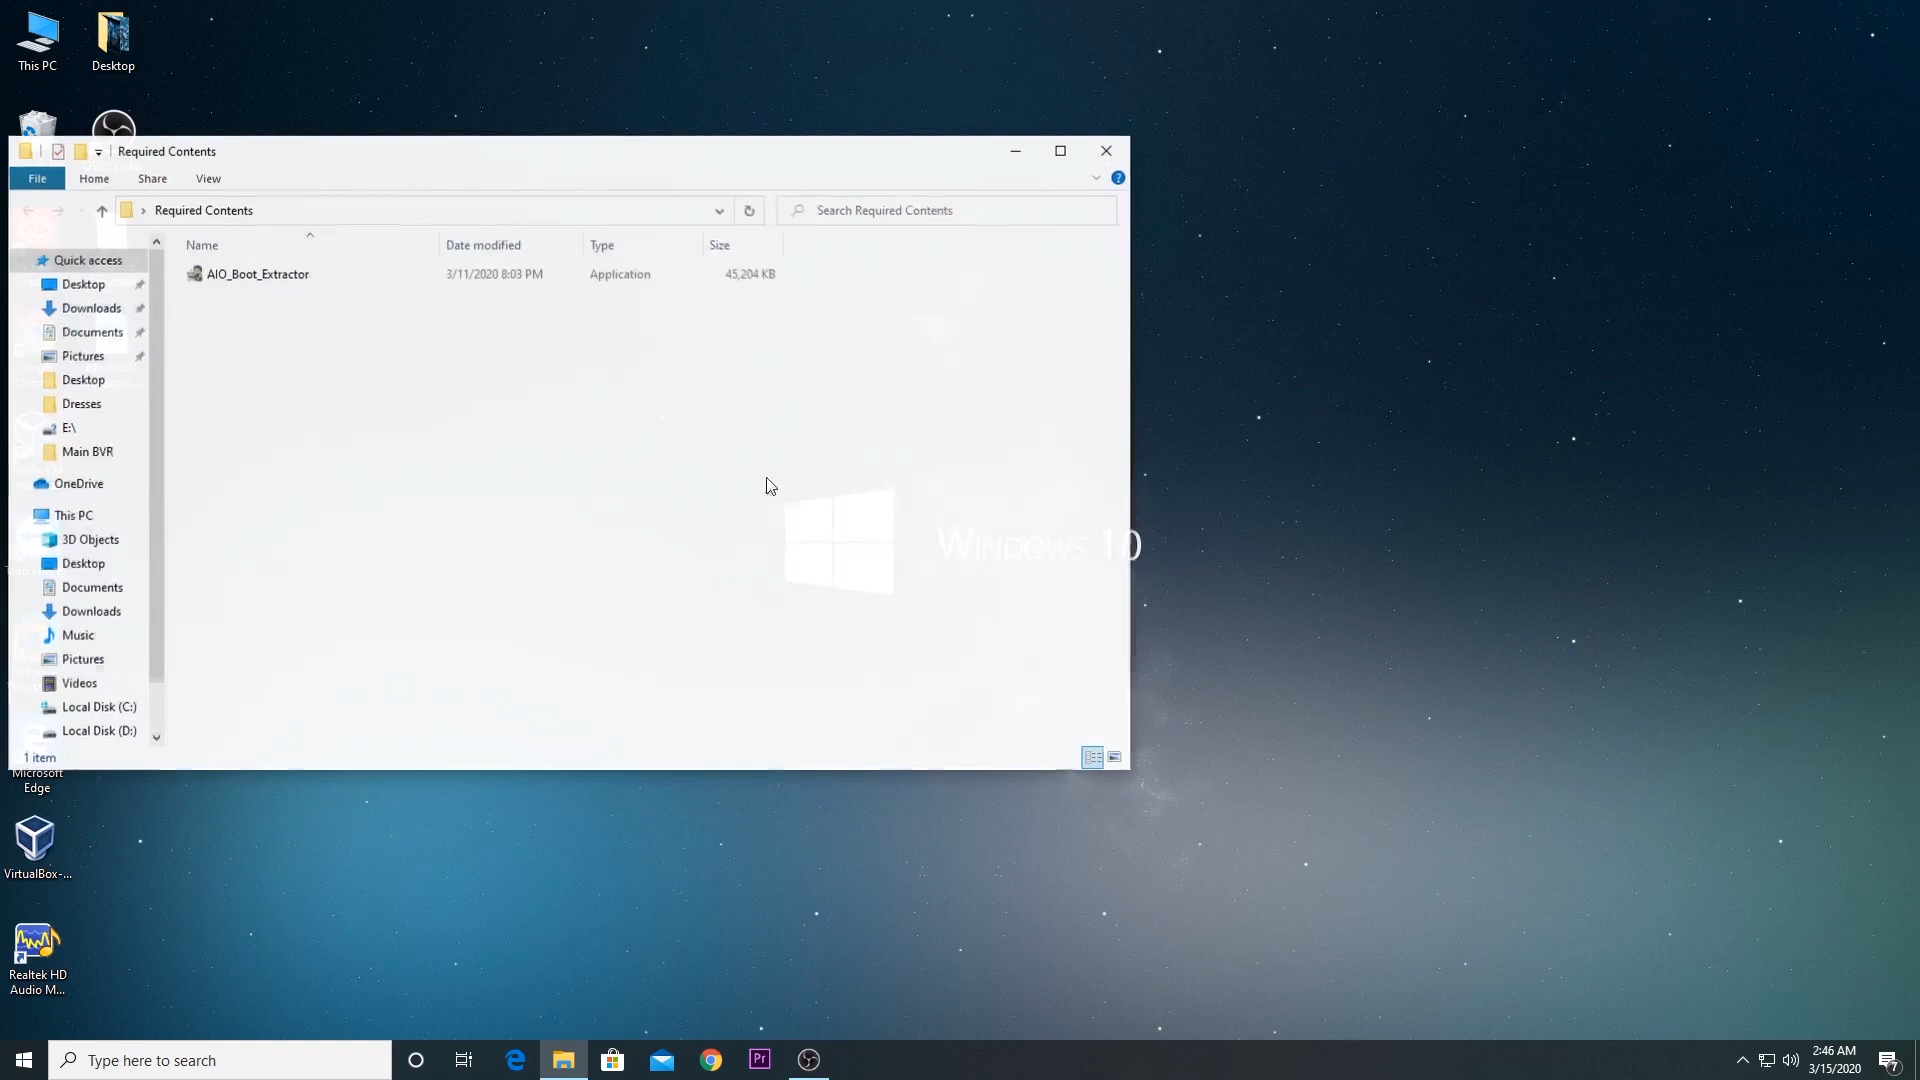 This PC
Desktop
Required Contents
File
Home
Share
View
Required Contents
Search Required Contents
Name
Date modified
Type
Size
AIO_Boot_Extractor
3/11/2020 8:03 PM
Application
45,204 KB
Quick access
Desktop
Downloads
Documents
Pictures
Desktop
Dresses
E:\
Main BVR
OneDrive
This PC
3D Objects
Desktop
Documents
Downloads
Music
Pictures
Videos
Local Disk (C:)
Local Disk (D:)
1 item
Windows 10
Microsoft
Edge
VirtualBox-...
Realtek HD
Audio M...
Type here to search
Pr
2:46 AM
3/15/2020
7